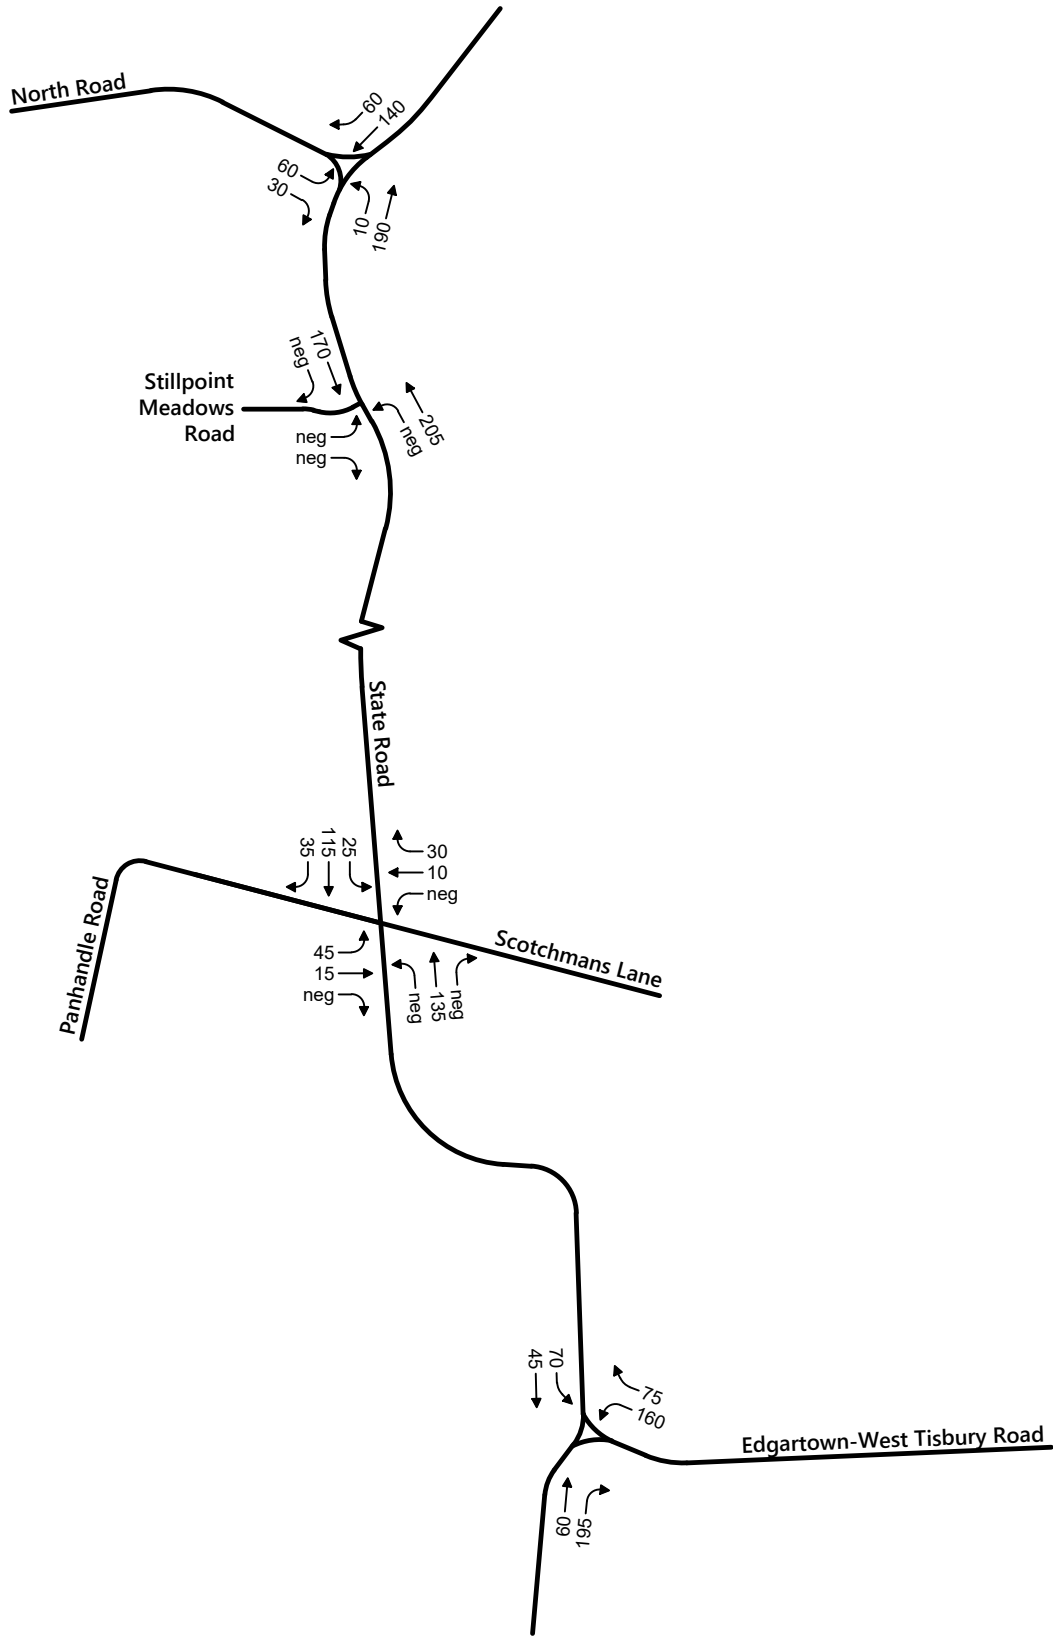 North Road
60
140
60
30
10
190
170
neg
Stillpoint
Meadows
Road
205
neg
neg
neg
State Road
35
115
25
30
10
neg
Panhandle Road
Scotchmans Lane
45
15
neg
neg
135
neg
45
70
75
160
Edgartown-West Tisbury Road
60
195